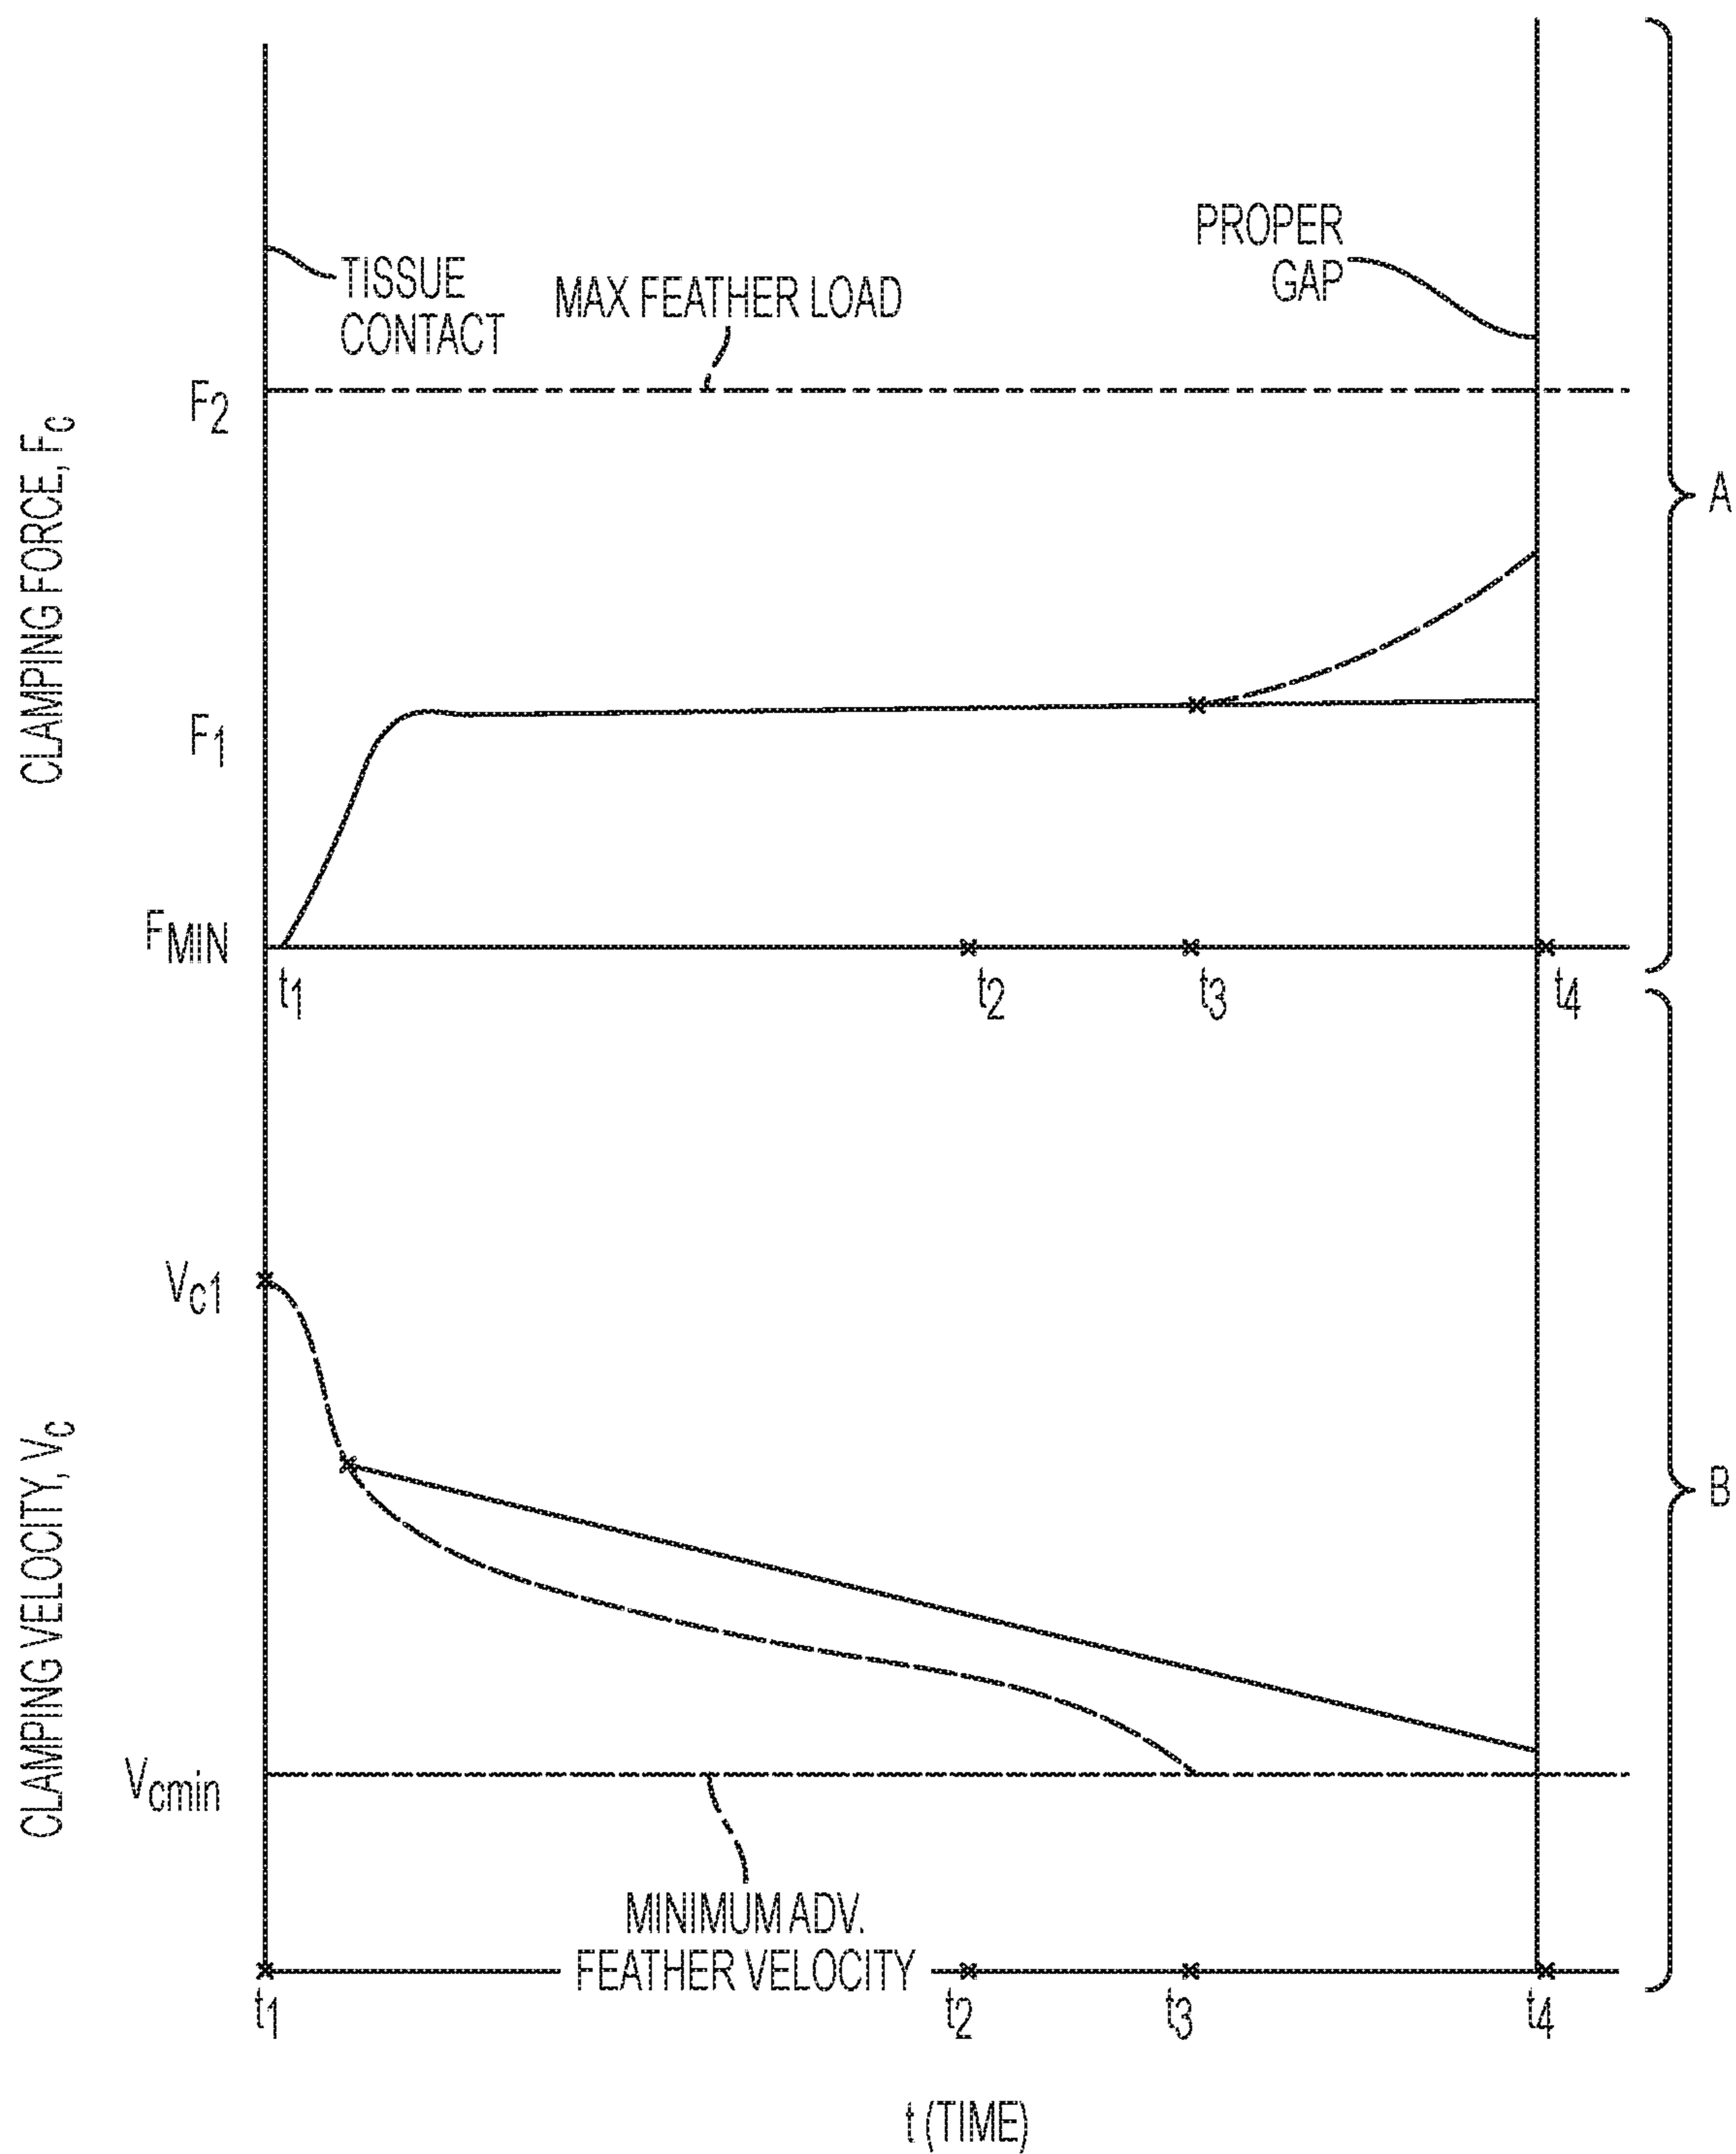 TISSUE
CONTACT
MAX FEATHER LOAD
PROPER
GAP
CLAMPING FORCE, Fc
F2
F1
FMIN
t1
t2
t3
t4
A
CLAMPING VELOCITY, Vc
Vc1
Vcmin
MINIMUM ADV.
FEATHER VELOCITY
t1
t2
t3
t4
B
t (TIME)